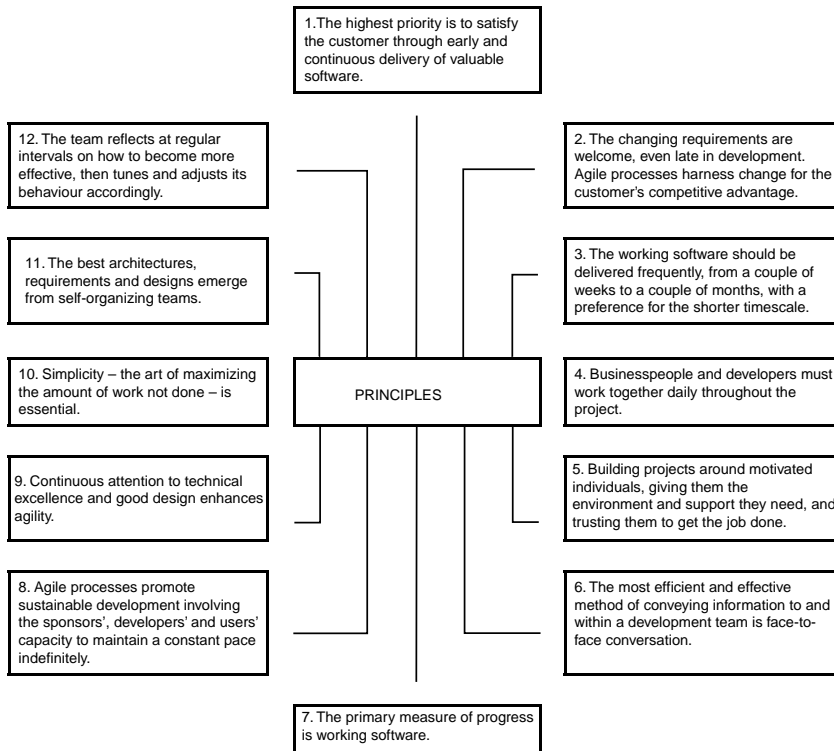 1.The highest priority is to satisfy
the customer through early and
continuous delivery of valuable
software.
12. The team reflects at regular
intervals on how to become more
effective, then tunes and adjusts its
behaviour accordingly.
2. The changing requirements are
welcome, even late in development.
Agile processes harness change for the
customer's competitive advantage.
11. The best architectures,
requirements and designs emerge
from self-organizing teams.
3. The working software should be
delivered frequently, from a couple of
weeks to a couple of months, with a
preference for the shorter timescale.
10. Simplicity – the art of maximizing
the amount of work not done – is
essential.
PRINCIPLES
4. Businesspeople and developers must
work together daily throughout the
project.
9. Continuous attention to technical
excellence and good design enhances
agility.
5. Building projects around motivated
individuals, giving them the
environment and support they need, and
trusting them to get the job done.
8. Agile processes promote
sustainable development involving
the sponsors', developers' and users'
capacity to maintain a constant pace
indefinitely.
6. The most efficient and effective
method of conveying information to and
within a development team is face-to-
face conversation.
7. The primary measure of progress
is working software.